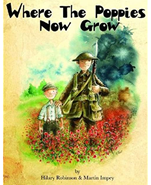 Where The Poppies
Now Grow
by
Hilary Robinson & Martin Impey